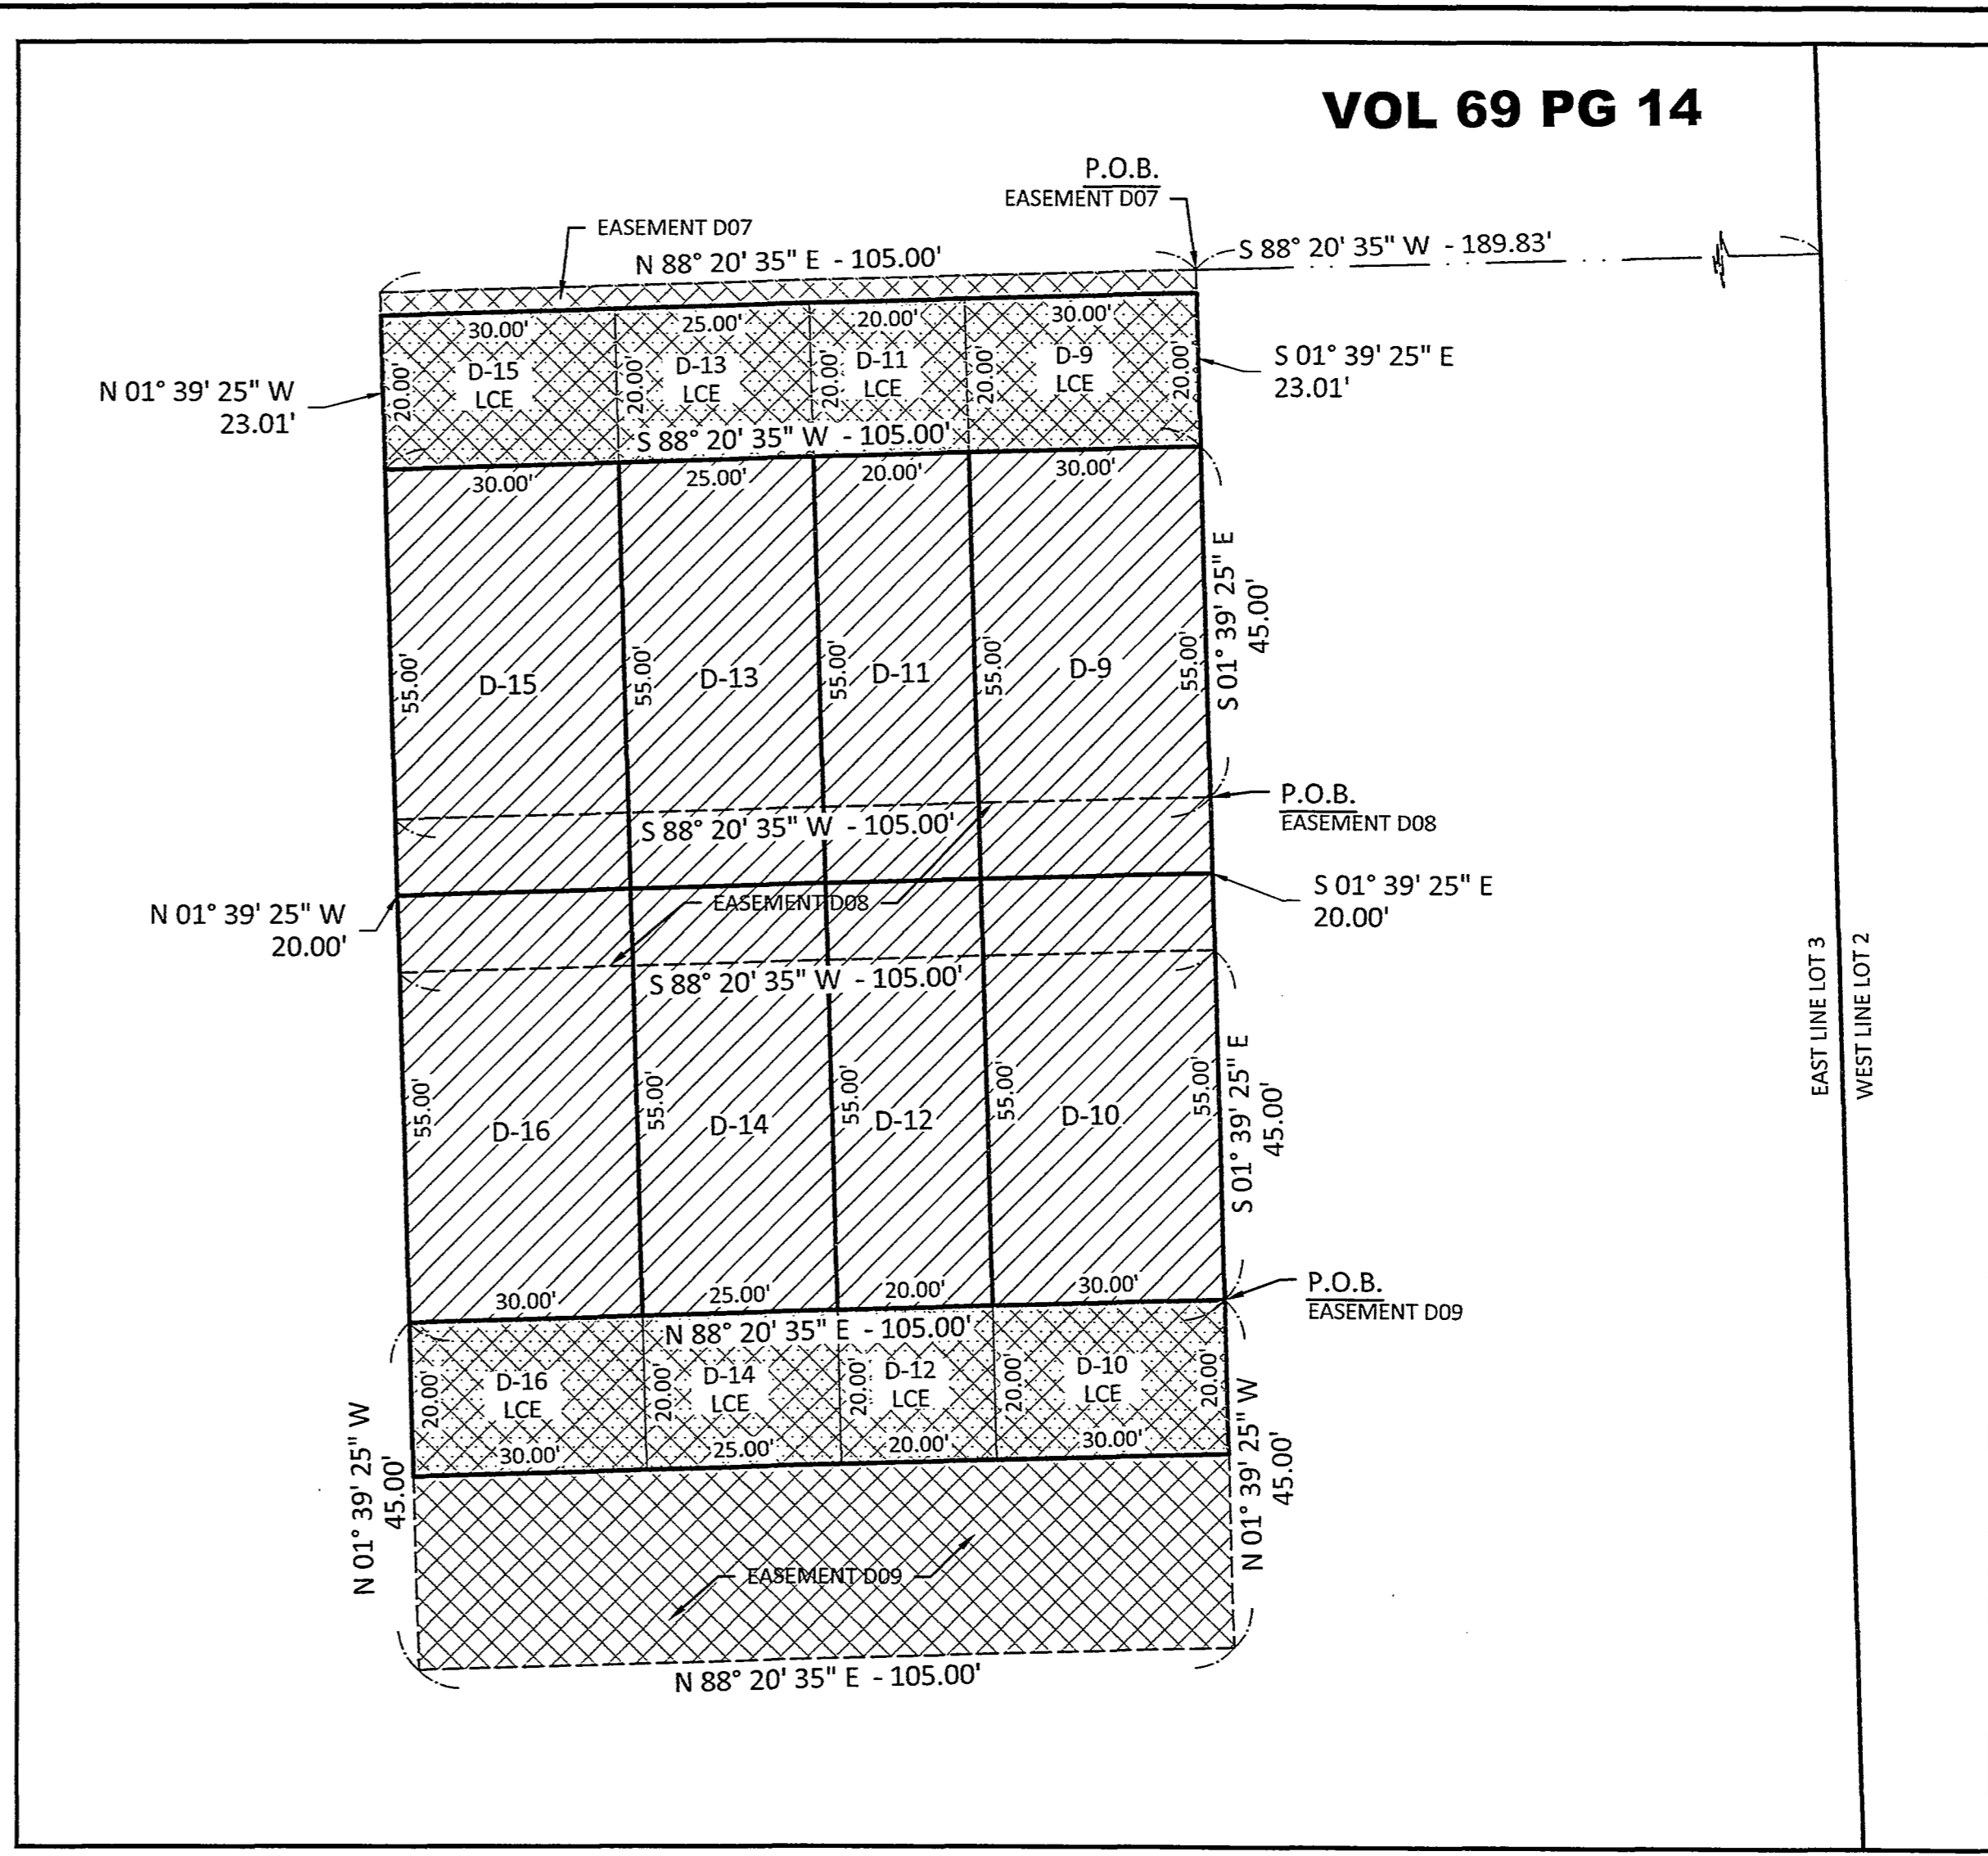 VOL 69 PG 14
P.O.B.
EASEMENT D07
EASEMENT D07
N 88° 20' 35" E - 105.00'
S 88° 20' 35" W - 189.83'
30.00'
25.00'
20.00'
30.00'
N 01° 39' 25" W
23.01'
20.00'
D-15
LCE
20.00'
D-13
LCE
20.00'
D-11
LCE
20.00'
D-9
LCE
20.00'
S 01° 39' 25" E
23.01'
S 88° 20' 35" W - 105.00'
30.00'
25.00'
20.00'
30.00'
55.00'
D-15
55.00'
D-13
55.00'
D-11
55.00'
D-9
55.00'
S 01° 39' 25" E
45.00'
P.O.B.
EASEMENT D08
S 88° 20' 35" W - 105.00'
N 01° 39' 25" W
20.00'
EASEMENT D08
S 01° 39' 25" E
20.00'
S 88° 20' 35" W - 105.00'
EAST LINE LOT 3
WEST LINE LOT 2
55.00'
D-16
55.00'
D-14
55.00'
D-12
55.00'
D-10
55.00'
S 01° 39' 25" E
45.00'
30.00'
25.00'
20.00'
30.00'
P.O.B.
EASEMENT D09
N 88° 20' 35" E - 105.00'
20.00'
D-16
LCE
20.00'
D-14
LCE
20.00'
D-12
LCE
20.00'
D-10
LCE
20.00'
30.00'
25.00'
20.00'
30.00'
N 01° 39' 25" W
45.00'
N 01° 39' 25" W
45.00'
EASEMENT D09
N 88° 20' 35" E - 105.00'